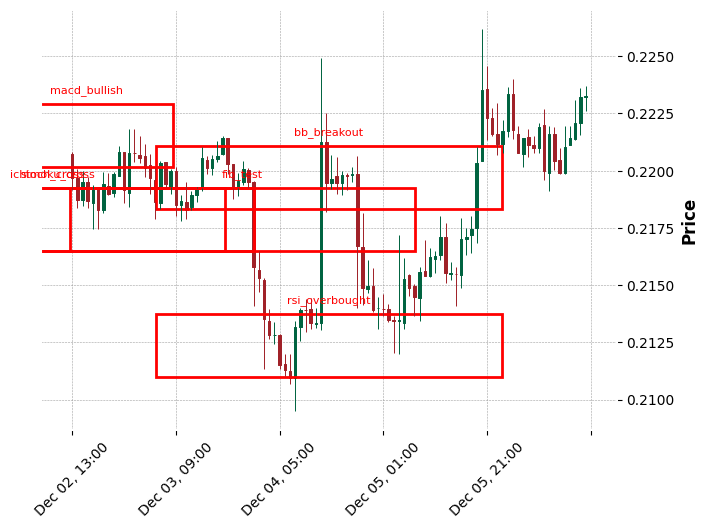 macd_bullish
bb_breakout
fib_test
rsi_overbought
0.2250
0.2225
0.2200
0.2175
0.2150
0.2125
0.2100
Price
Dec 02, 13:00
Dec 03, 09:00
Dec 04, 05:00
Dec 05, 01:00
Dec 05, 21:00